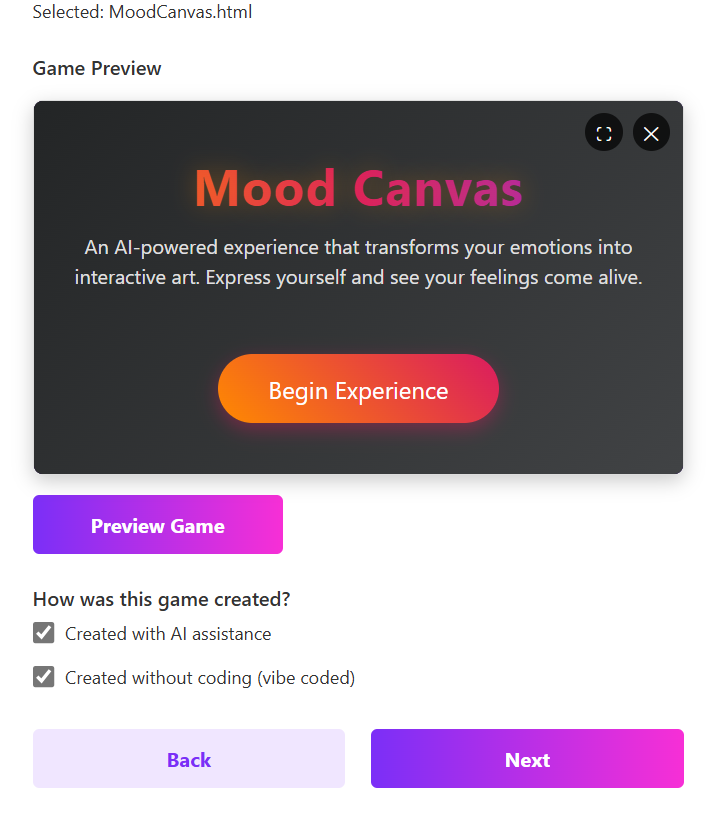 Selected: MoodCanvas.html
Game Preview
Mood Canvas
An AI-powered experience that transforms your emotions into
interactive art. Express yourself and see your feelings come alive.
Begin Experience
Preview Game
How was this game created?
Created with AI assistance
Created without coding (vibe coded)
Back
Next